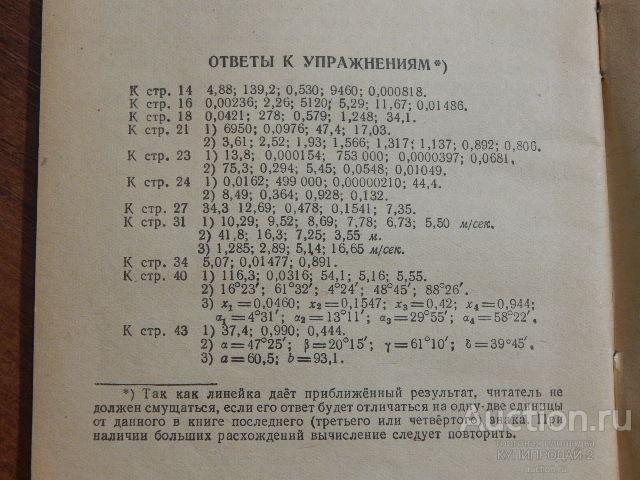 ОТВЕТЫ К УПРАЖНЕНИЯМ*)
К стр. 14 4,88; 139,2; 0,530; 9460; 0,000818.
К стр. 16 0,00236; 2,26; 5120; 5,29; 11,67; 0,01486.
К стр. 18 0,0421; 278; 0,579; 1,248; 34,1.
К стр. 21 1) 6950; 0,0976; 47,4; 17,03.
2) 3,61; 2,52; 1,93; 1,566; 1,317; 1,137; 0,892; 0,806.
К стр. 23 1) 13,8; 0,000154; 753 000; 0,0000397; 0,0681.
2) 75,3; 0,294; 5,45; 0,0548; 0,01049.
К стр. 24 1) 0,0162; 499 000; 0,00000210; 44,4.
2) 8,49; 0,364; 0,928; 0,132.
К стр. 27 34,3 12,69; 0,478; 0,1541; 7,35.
К стр. 31 1) 10,29; 9,52; 8,69; 7,78; 6,73; 5,50 м/сек.
2) 41,8; 16,3; 7,25; 3,55 м.
3) 1,285; 2,89; 5,14; 16,65 м/сек.
К стр. 34 5,07; 0,01477; 0,891.
К стр. 40 1) 116,3; 0,0316; 54,1; 5,16; 5,55.
2) 16°23′; 61°32′; 4°24′; 48°45′; 88°26′.
3) x₁=0,0460; x₂=0,1547; x₃=0,42; x₄=0,944;
α₁=4°31′; α₂=13°11′; α₃=29°55′; α₄=58°22′.
К стр. 43 1) 37,4; 0,990; 0,444.
2) α=47°25′; β=20°15′; γ=61°10′; δ=39°45′.
3) a=60,5; b=93,1.
*) Так как линейка даёт приближённый результат, читатель не
должен смущаться, если его ответ будет отличаться на одну-две единицы
от данного в книге последнего (третьего или четвёртого) знака. При
наличии больших расхождений вычисление следует повторить.
Auction.ru
КУПИПРОДАЙ-2
auction.ru